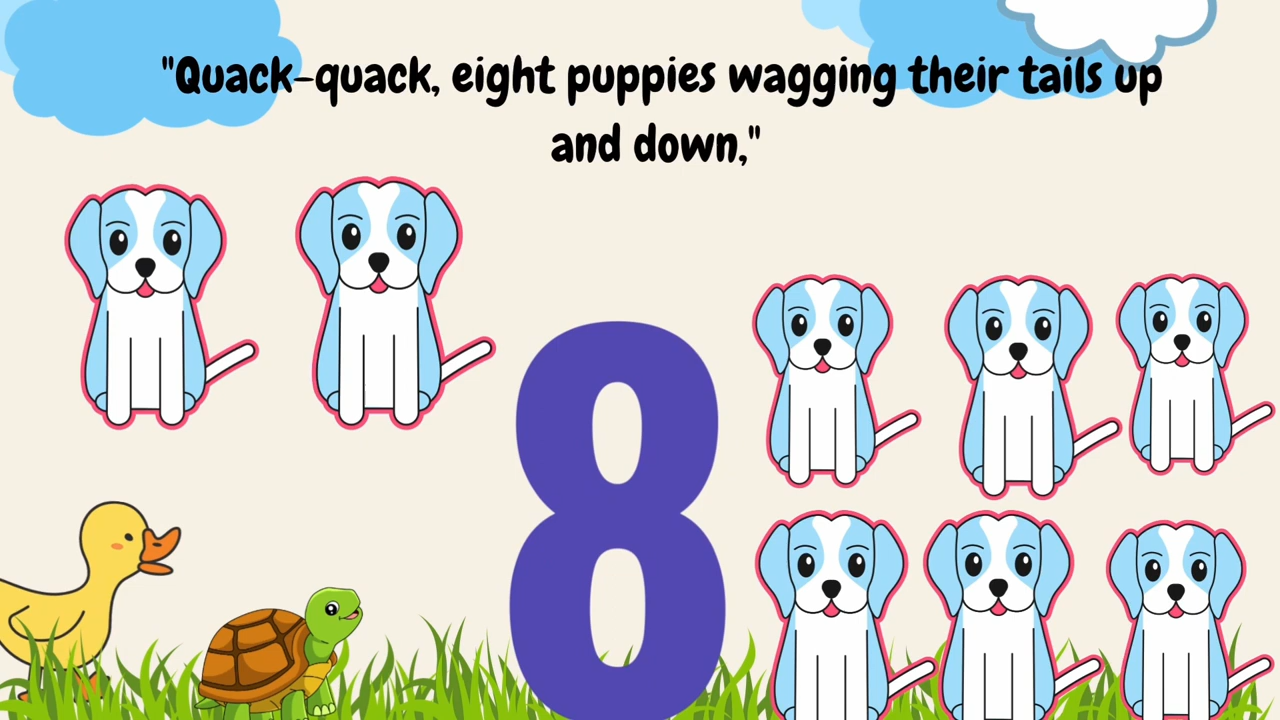 "Quack-quack, eight puppies wagging their tails up
and down,"
8